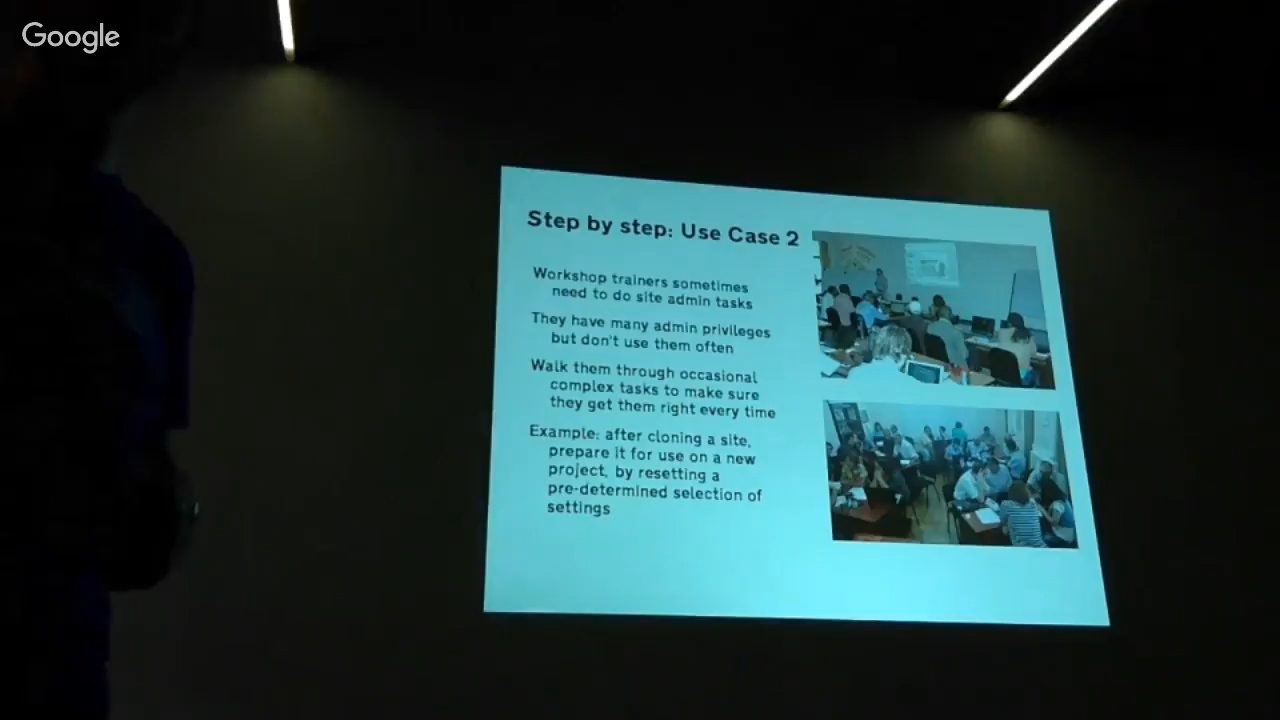 Google
Step by step: Use Case 2
Workshop trainers sometimes
need to do site admin tasks
They have many admin privileges
but don't use them often
Walk them through occasional
complex tasks to make sure
they get them right every time
Example: after cloning a site,
prepare it for use on a new
project, by resetting a
pre-determined selection of
settings